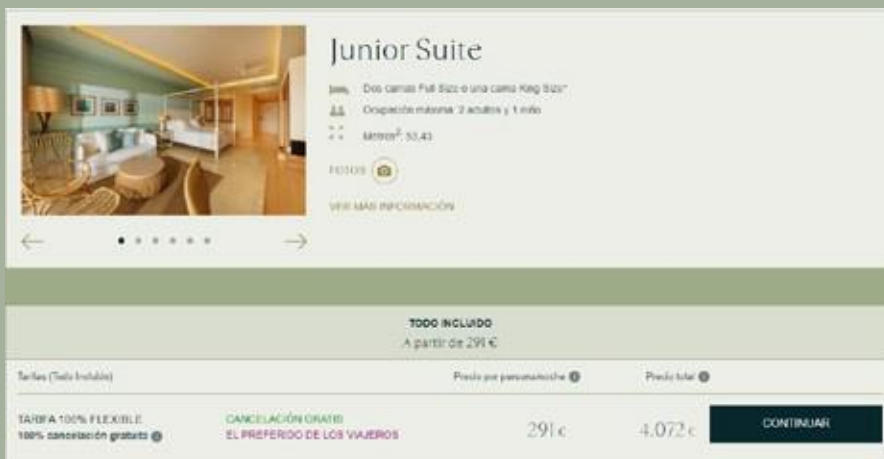 Junior Suite
Dos camas Full Size o una cama King Size*
Ocupación máxima: 2 adultos y 1 niño
Metros²: 53,43
FOTOS
VER MÁS INFORMACIÓN
TODO INCLUIDO
A partir de 291 €
Tarifas (Todo Incluido)
Precio por persona/noche
Precio total
TARIFA 100% FLEXIBLE
100% cancelación gratuita
CANCELACIÓN GRATIS
EL PREFERIDO DE LOS VIAJEROS
291 €
4.072 €
CONTINUAR